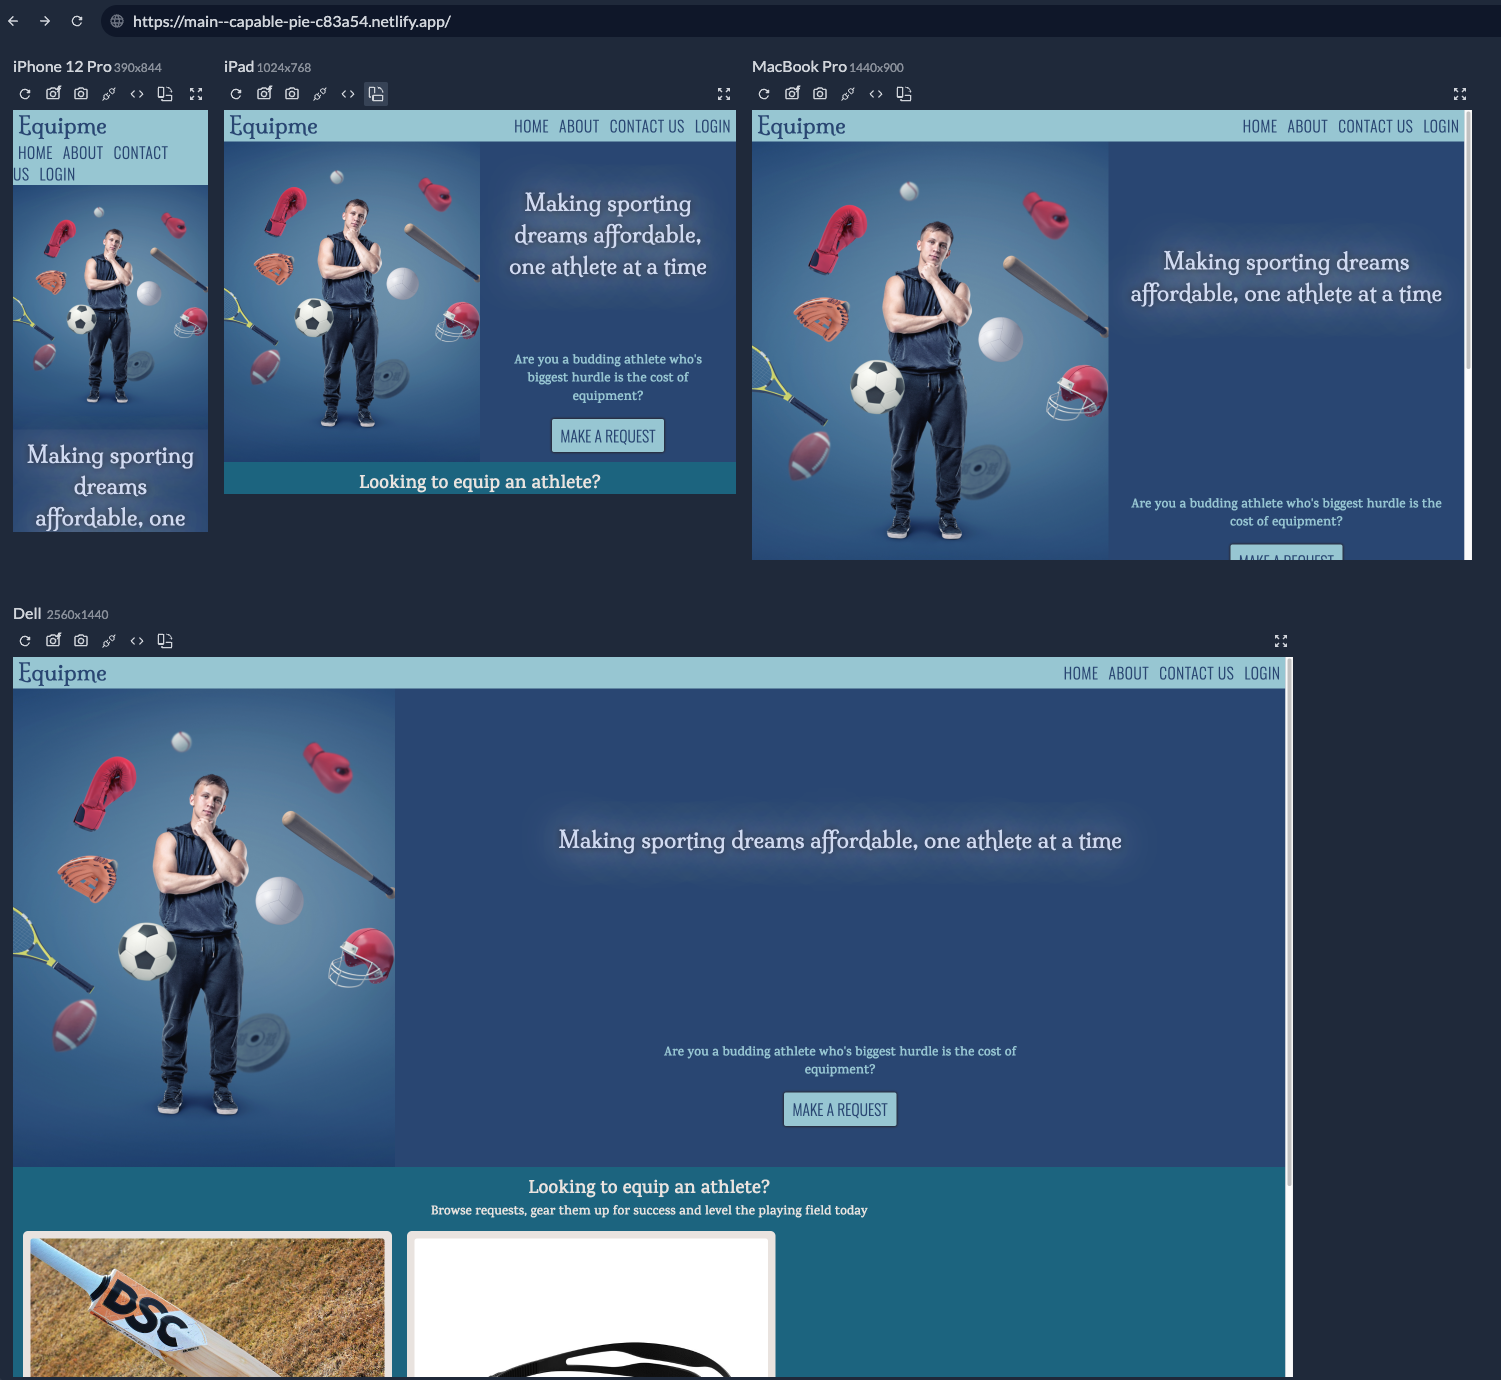 https://main--capable-pie-c83a54.netlify.app/
iPhone 12 Pro 390x844
Equipme
HOME ABOUT CONTACT
US LOGIN
Making sporting
dreams
affordable, one
iPad 1024x768
Equipme
HOME ABOUT CONTACT US LOGIN
Making sporting
dreams affordable,
one athlete at a time
Are you a budding athlete who's
biggest hurdle is the cost of
equipment?
MAKE A REQUEST
Looking to equip an athlete?
MacBook Pro 1440x900
Equipme
HOME ABOUT CONTACT US LOGIN
Making sporting dreams
affordable, one athlete at a time
Are you a budding athlete who's biggest hurdle is the
cost of equipment?
MAKE A REQUEST
Dell 2560x1440
Equipme
HOME ABOUT CONTACT US LOGIN
Making sporting dreams affordable, one athlete at a time
Are you a budding athlete who's biggest hurdle is the cost of
equipment?
MAKE A REQUEST
Looking to equip an athlete?
Browse requests, gear them up for success and level the playing field today
DSC